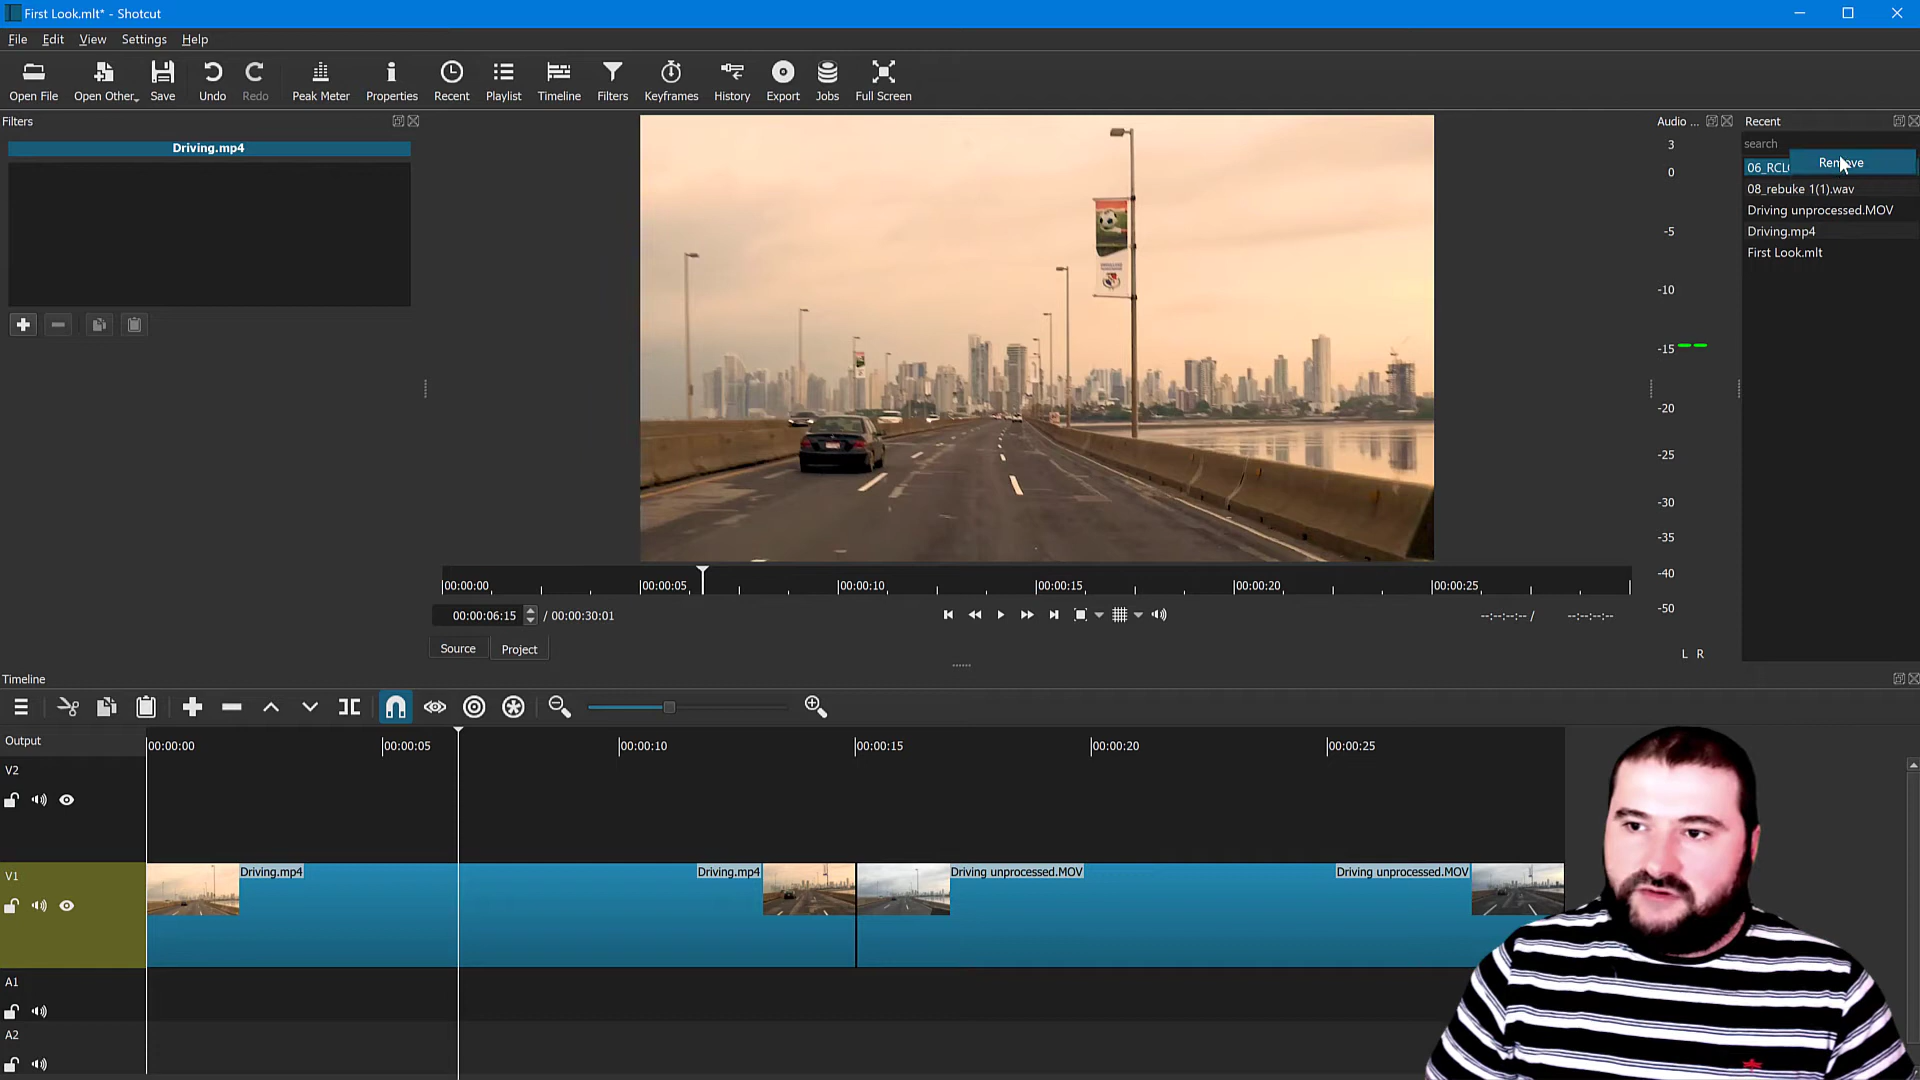 First Look.mlt* - Shotcut
File Edit View Settings Help
Open File Open Other Save Undo Redo Peak Meter Properties Recent Playlist Timeline Filters Keyframes History Export Jobs Full Screen
Filters
Driving.mp4
Audio ...
3
0
-5
-10
-15
-20
-25
-30
-35
-40
-50
L R
Recent
search
Remove
08_rebuke 1(1).wav
Driving unprocessed.MOV
Driving.mp4
First Look.mlt
00:00:00 00:00:05 00:00:10 00:00:15 00:00:20 00:00:25
00:00:06:15 / 00:00:30:01
--:--:--:-- / --:--:--:--
Source Project
Timeline
Output
00:00:00 00:00:05 00:00:10 00:00:15 00:00:20 00:00:25
V2
V1
Driving.mp4 Driving.mp4 Driving unprocessed.MOV Driving unprocessed.MOV
A1
A2